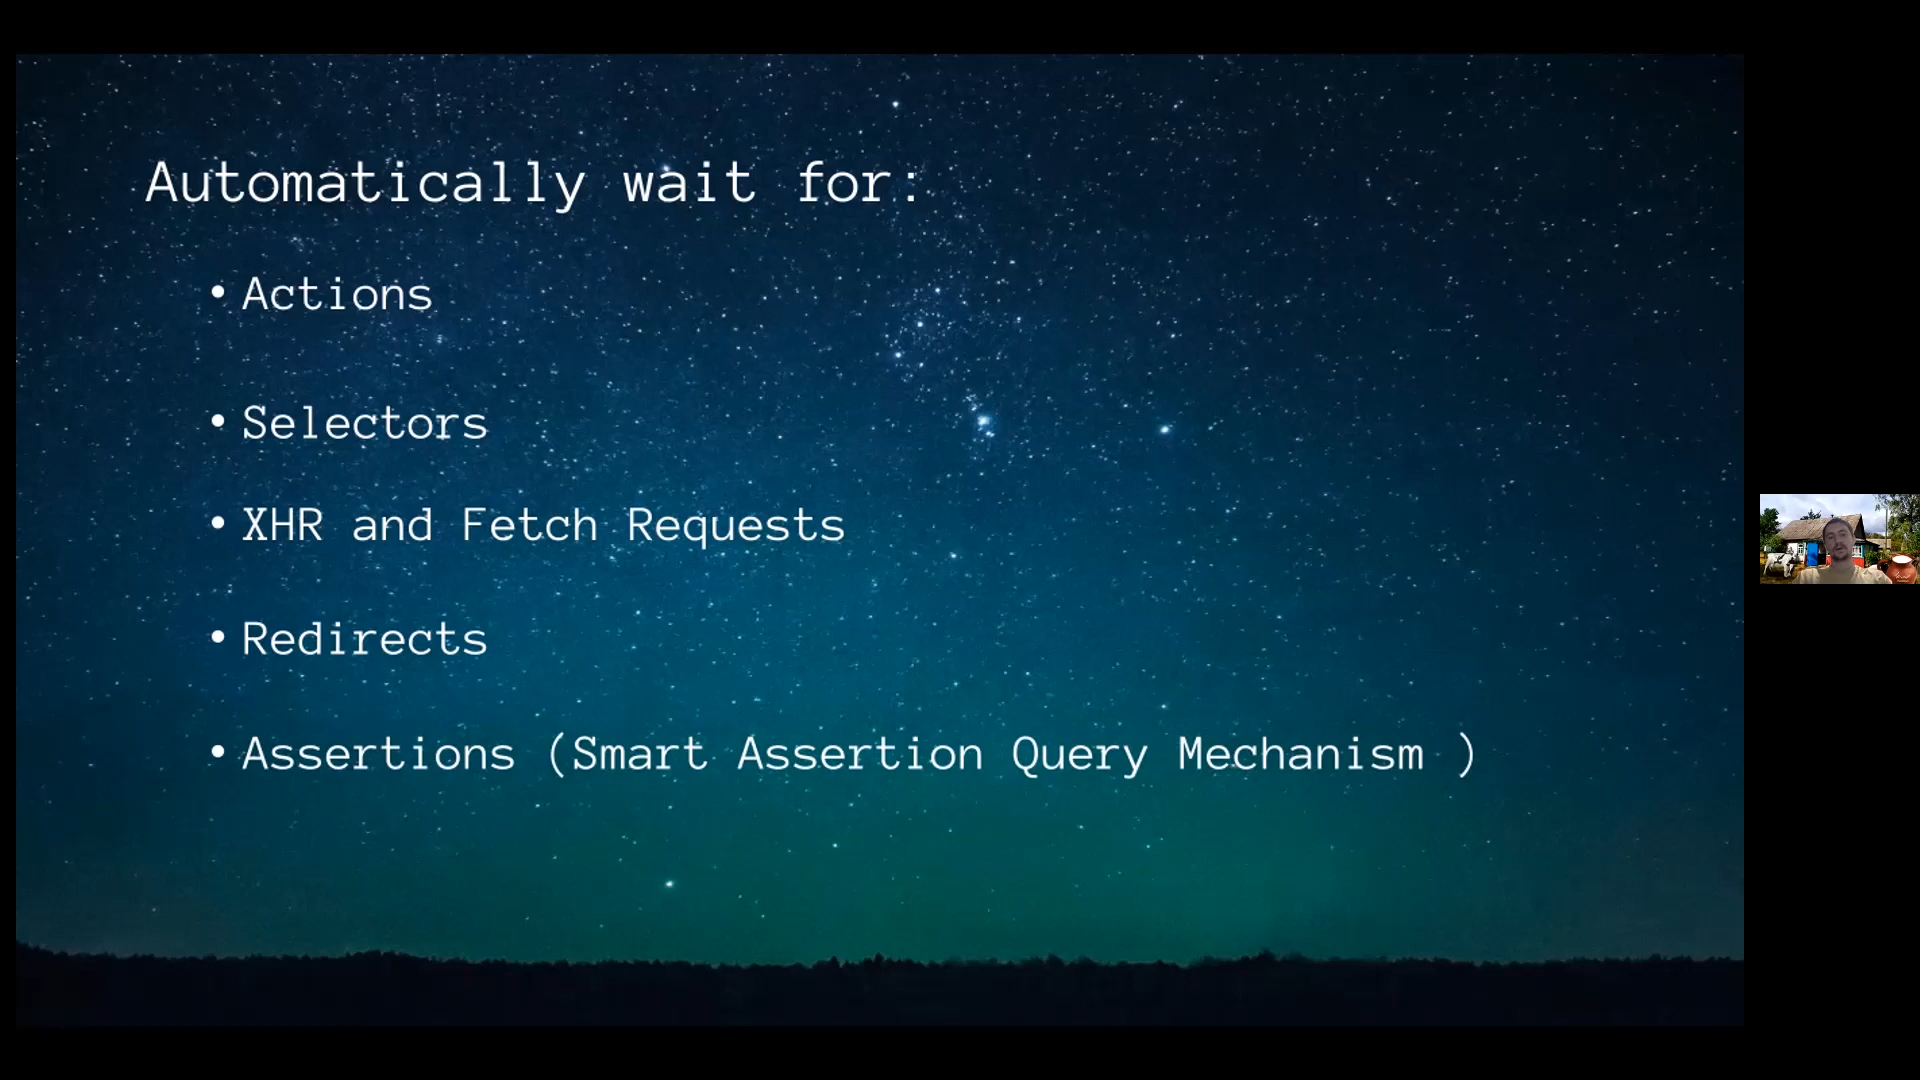 Automatically wait for:
• Actions
• Selectors
• XHR and Fetch Requests
• Redirects
• Assertions (Smart Assertion Query Mechanism )